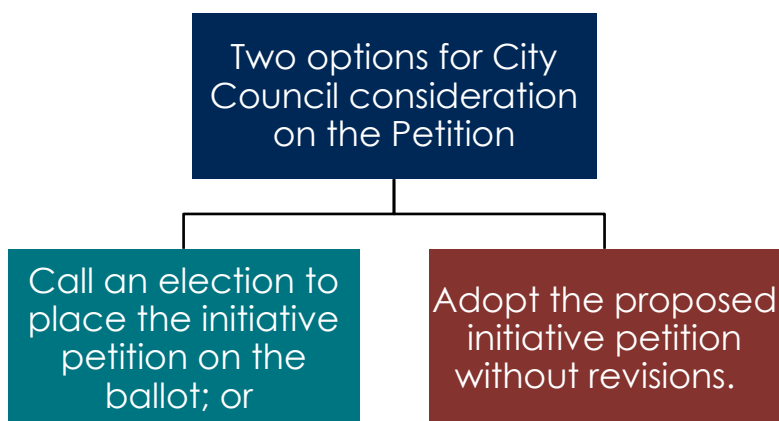 Two options for City
Council consideration
on the Petition
Call an election to
place the initiative
petition on the
ballot; or
Adopt the proposed
initiative petition
without revisions.